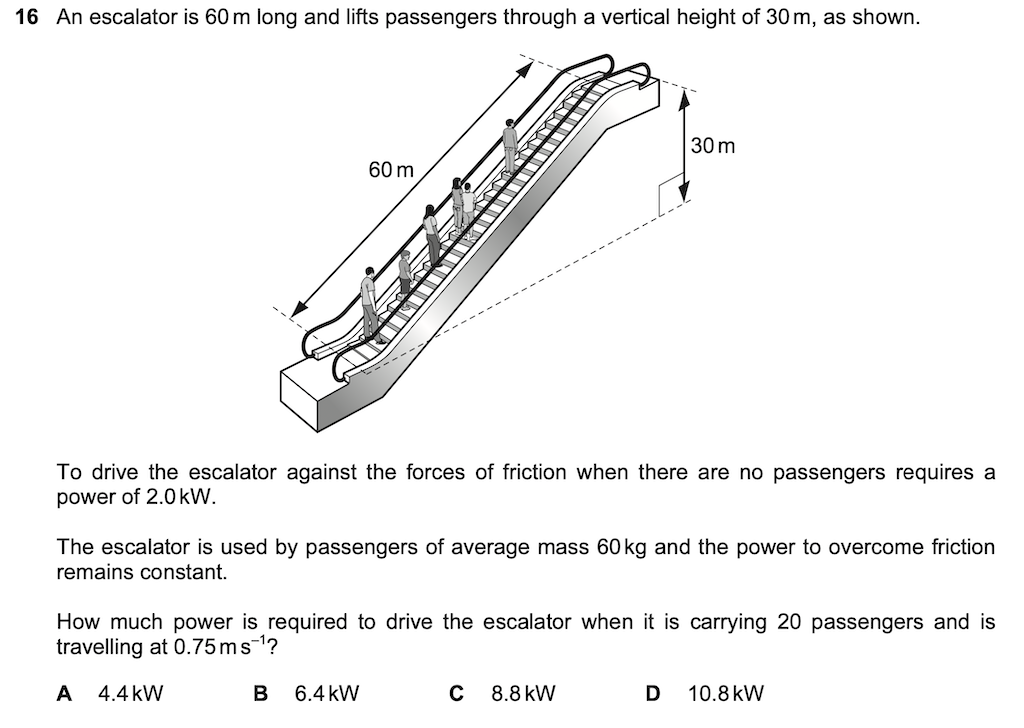 16 An escalator is 60 m long and lifts passengers through a vertical height of 30 m, as shown.
60 m
30 m
To drive the escalator against the forces of friction when there are no passengers requires a
power of 2.0 kW.
The escalator is used by passengers of average mass 60 kg and the power to overcome friction
remains constant.
How much power is required to drive the escalator when it is carrying 20 passengers and is
travelling at 0.75 m s⁻¹?
A 4.4 kW B 6.4 kW C 8.8 kW D 10.8 kW